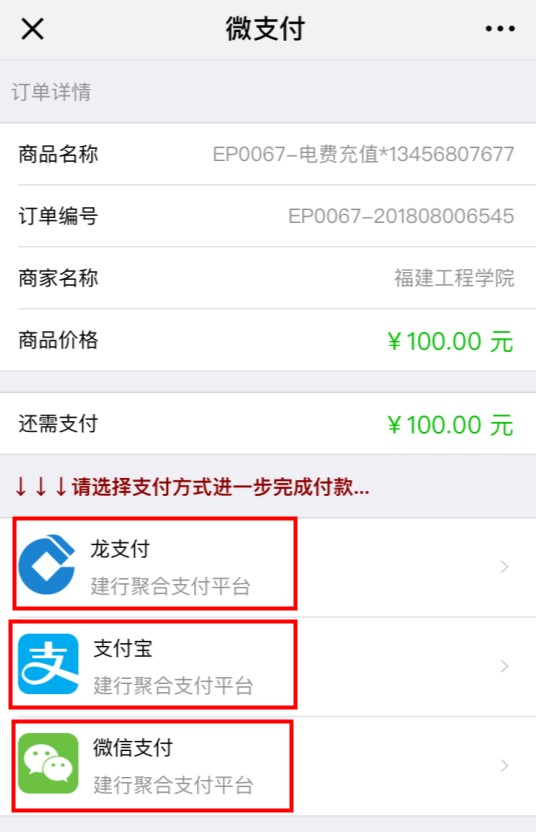 微支付
订单详情
商品名称 EP0067-电费充值*13456807677
订单编号 EP0067-201808006545
商家名称 福建工程学院
商品价格 ¥100.00 元
还需支付 ¥100.00 元
↓↓↓请选择支付方式进一步完成付款...
龙支付
建行聚合支付平台
支付宝
建行聚合支付平台
微信支付
建行聚合支付平台